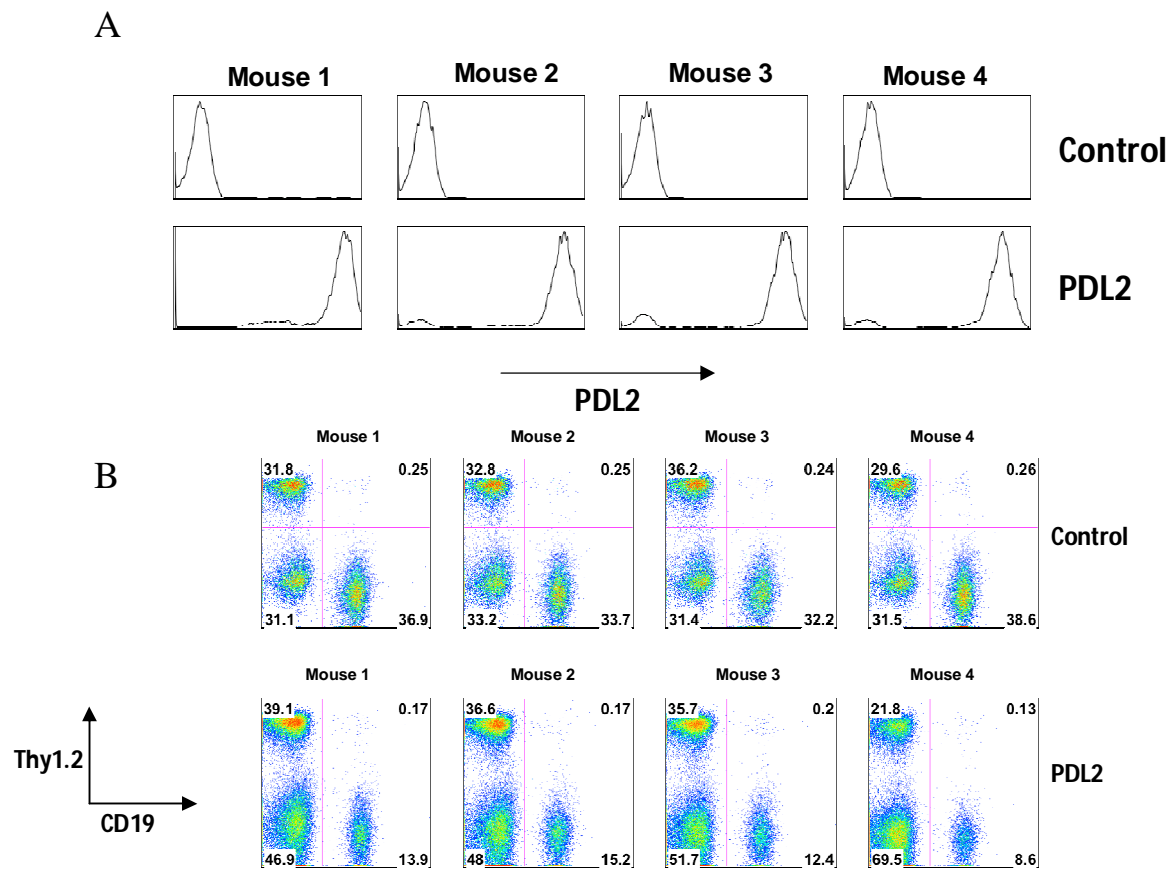 A
Mouse 1 Mouse 2 Mouse 3 Mouse 4
Control
PDL2
PDL2
B
Mouse 1 Mouse 2 Mouse 3 Mouse 4
31.8 0.25 32.8 0.25 36.2 0.24 29.6 0.26
Control
31.1 36.9 33.2 33.7 31.4 32.2 31.5 38.6
Mouse 1 Mouse 2 Mouse 3 Mouse 4
39.1 0.17 36.6 0.17 35.7 0.2 21.8 0.13
Thy1.2
PDL2
CD19
46.9 13.9 48 15.2 51.7 12.4 69.5 8.6